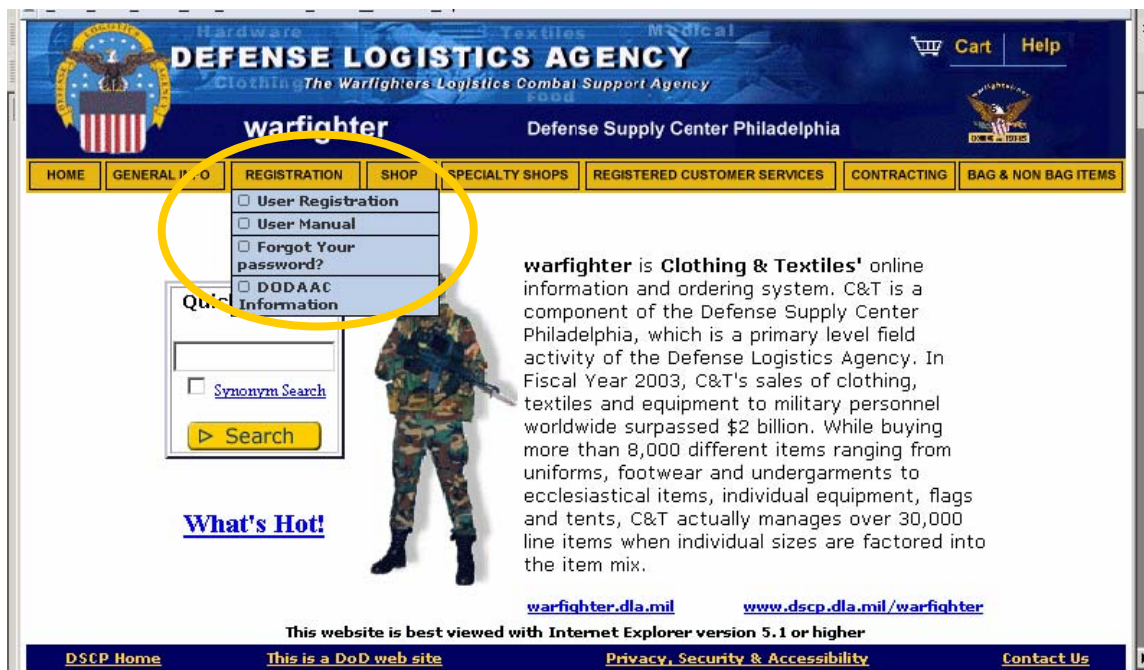 Hardware Textiles Medical
DEFENSE LOGISTICS AGENCY
Clothing The Warfighters Logistics Combat Support Agency
Food
Cart Help
warfighter Defense Supply Center Philadelphia
HOME GENERAL INFO REGISTRATION SHOP SPECIALTY SHOPS REGISTERED CUSTOMER SERVICES CONTRACTING BAG & NON BAG ITEMS
User Registration
User Manual
Forgot Your
password?
DODAAC
Information
Synonym Search
Search
What's Hot!
warfighter is Clothing & Textiles' online
information and ordering system. C&T is a
component of the Defense Supply Center
Philadelphia, which is a primary level field
activity of the Defense Logistics Agency. In
Fiscal Year 2003, C&T's sales of clothing,
textiles and equipment to military personnel
worldwide surpassed $2 billion. While buying
more than 8,000 different items ranging from
uniforms, footwear and undergarments to
ecclesiastical items, individual equipment, flags
and tents, C&T actually manages over 30,000
line items when individual sizes are factored into
the item mix.
warfighter.dla.mil www.dscp.dla.mil/warfighter
This website is best viewed with Internet Explorer version 5.1 or higher
DSCP Home This is a DoD web site Privacy, Security & Accessibility Contact Us